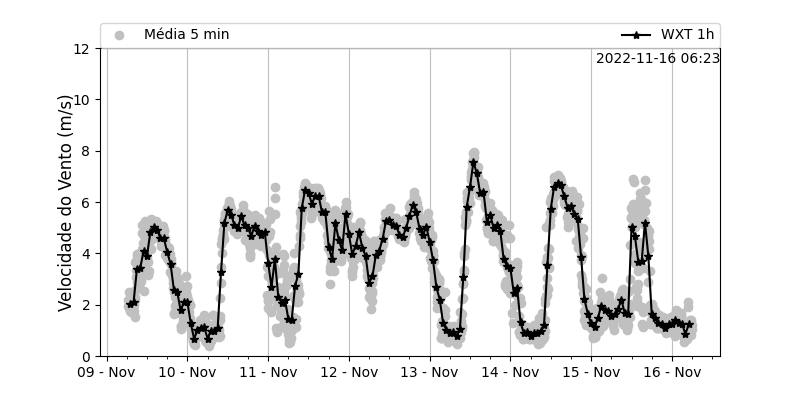 Média 5 min
WXT 1h
2022-11-16 06:23
Velocidade do Vento (m/s)
12
10
8
6
4
2
0
09 - Nov 10 - Nov 11 - Nov 12 - Nov 13 - Nov 14 - Nov 15 - Nov 16 - Nov